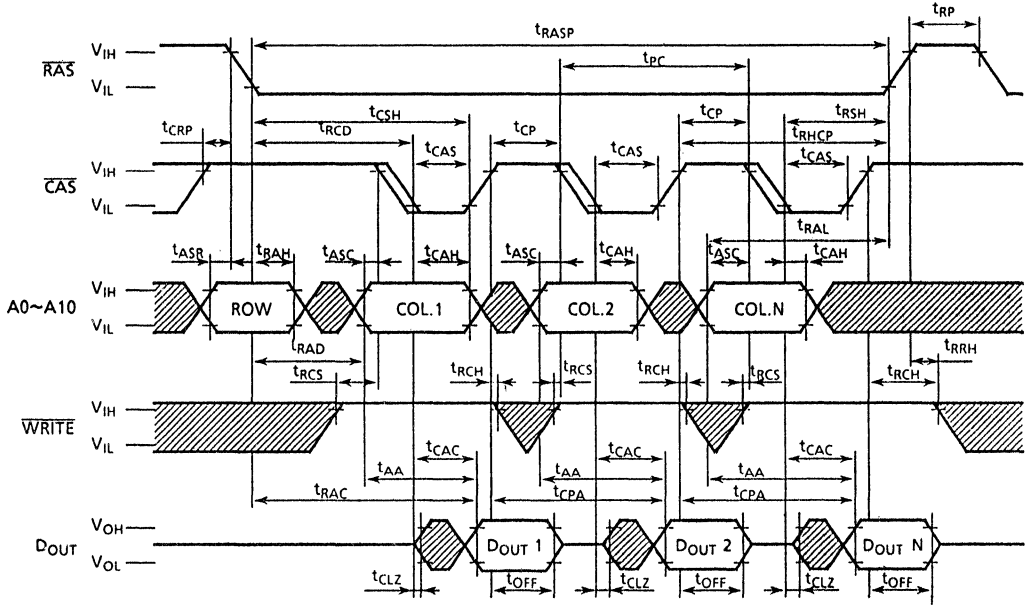 tRP
tRASP
VIH
RAS
VIL
tPC
tCSH
tCRP
tRCD
tCP
tCP
tRSH
tRHCP
tCAS
tCAS
tCAS
VIH
CAS
VIL
tRAL
tASR
tRAH
tASC
tCAH
tASC
tCAH
tASC
tCAH
VIH
A0~A10
ROW
COL.1
COL.2
COL.N
VIL
tRAD
tRRH
tRCS
tRCH
tRCS
tRCH
tRCS
tRCH
VIH
WRITE
VIL
tCAC
tCAC
tCAC
tAA
tAA
tAA
tRAC
tCPA
tCPA
VOH
DOUT
DOUT 1
DOUT 2
DOUT N
VOL
tCLZ
tOFF
tCLZ
tOFF
tCLZ
tOFF